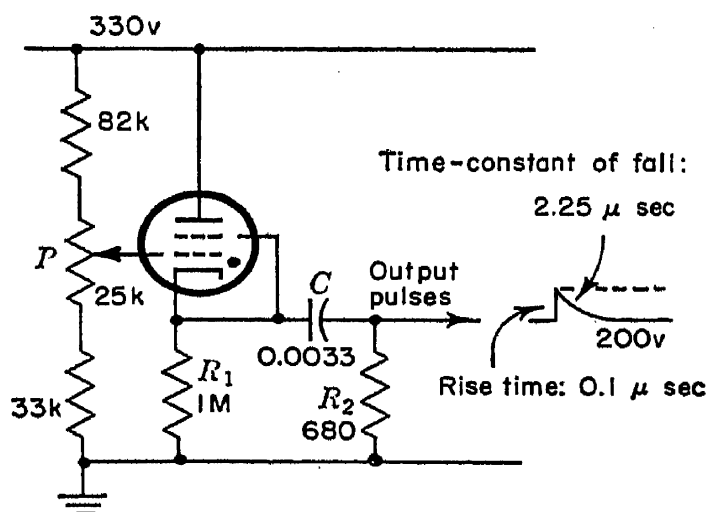 330v
82k
Time-constant of fall:
2.25 μ sec
P
25k
Output
pulses
C
0.0033
200v
R1
1M
Rise time: 0.1 μ sec
33k
R2
680